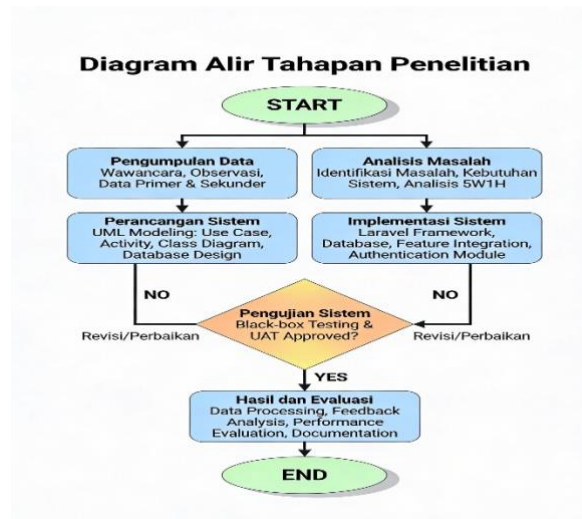 Diagram Alir Tahapan Penelitian
START
Pengumpulan Data
Wawancara, Observasi,
Data Primer & Sekunder
Analisis Masalah
Identifikasi Masalah, Kebutuhan
Sistem, Analisis 5W1H
Perancangan Sistem
UML Modeling: Use Case,
Activity, Class Diagram,
Database Design
Implementasi Sistem
Laravel Framework,
Database, Feature Integration,
Authentication Module
NO
NO
Pengujian Sistem
Black-box Testing &
UAT Approved?
Revisi/Perbaikan
Revisi/Perbaikan
YES
Hasil dan Evaluasi
Data Processing, Feedback
Analysis, Performance
Evaluation, Documentation
END